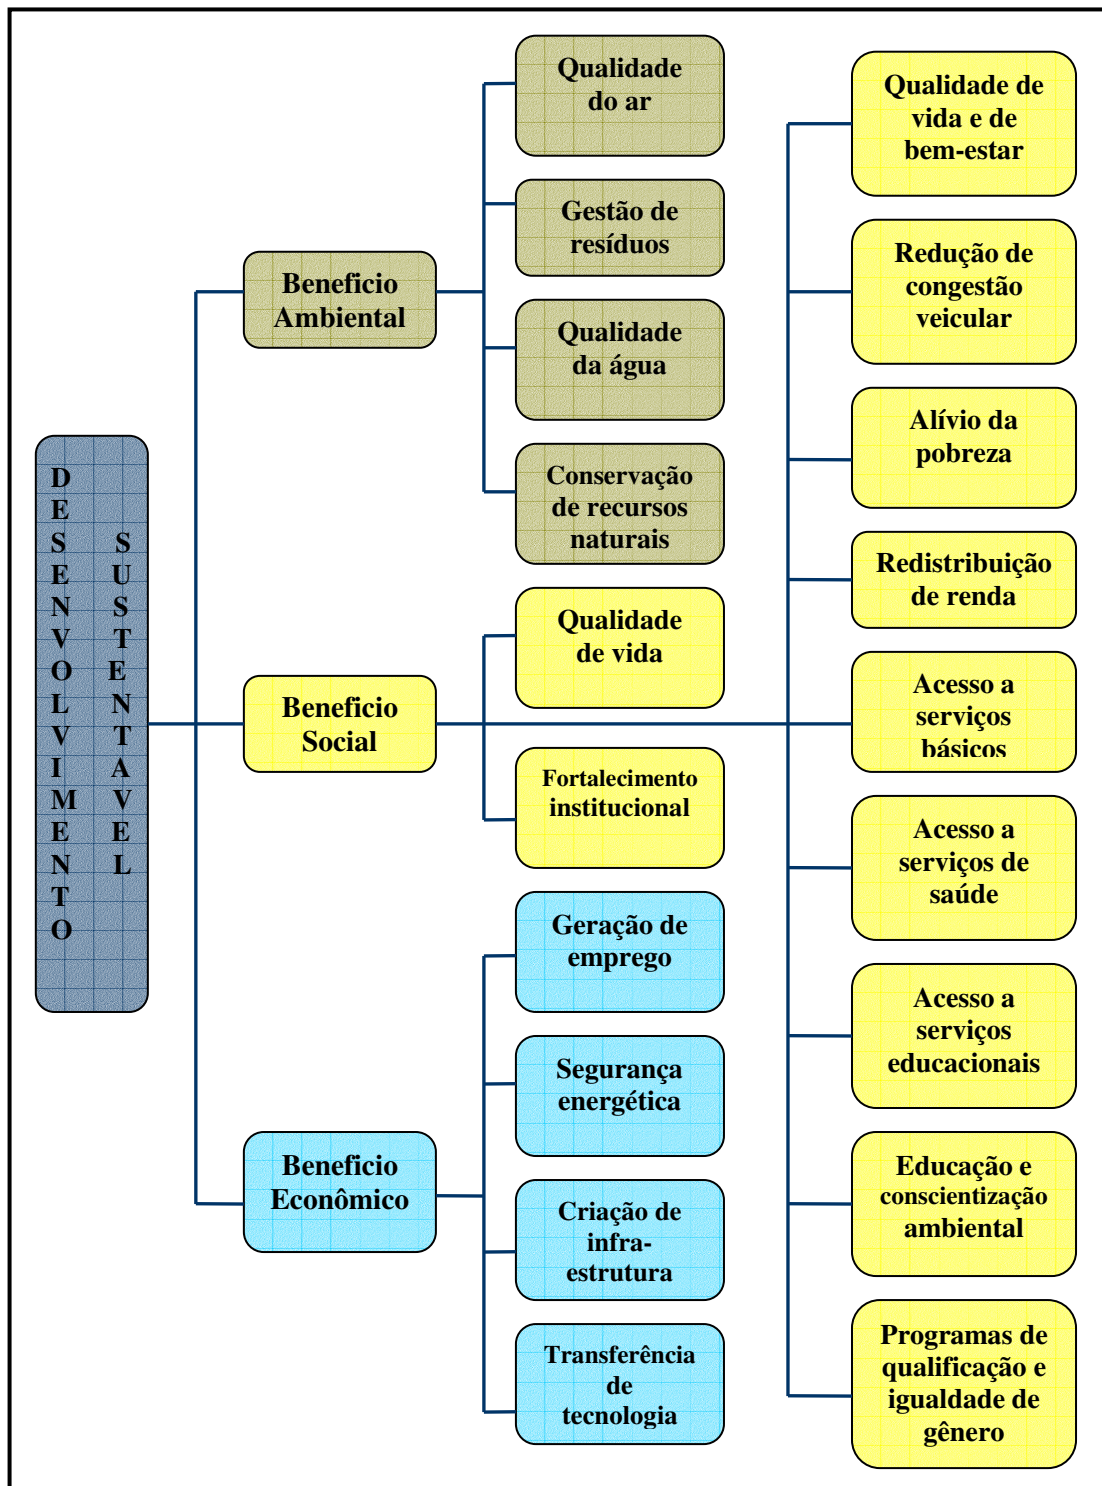 DESENVOLVIMENTO
SUSTENTAVEL
Beneficio
Ambiental
Qualidade
do ar
Gestão de
resíduos
Qualidade
da água
Conservação
de recursos
naturais
Beneficio
Social
Qualidade
de vida
Fortalecimento
institucional
Beneficio
Econômico
Geração de
emprego
Segurança
energética
Criação de
infra-
estrutura
Transferência
de
tecnologia
Qualidade de
vida e de
bem-estar
Redução de
congestão
veicular
Alívio da
pobreza
Redistribuição
de renda
Acesso a
serviços
básicos
Acesso a
serviços de
saúde
Acesso a
serviços
educacionais
Educação e
conscientização
ambiental
Programas de
qualificação e
igualdade de
gênero